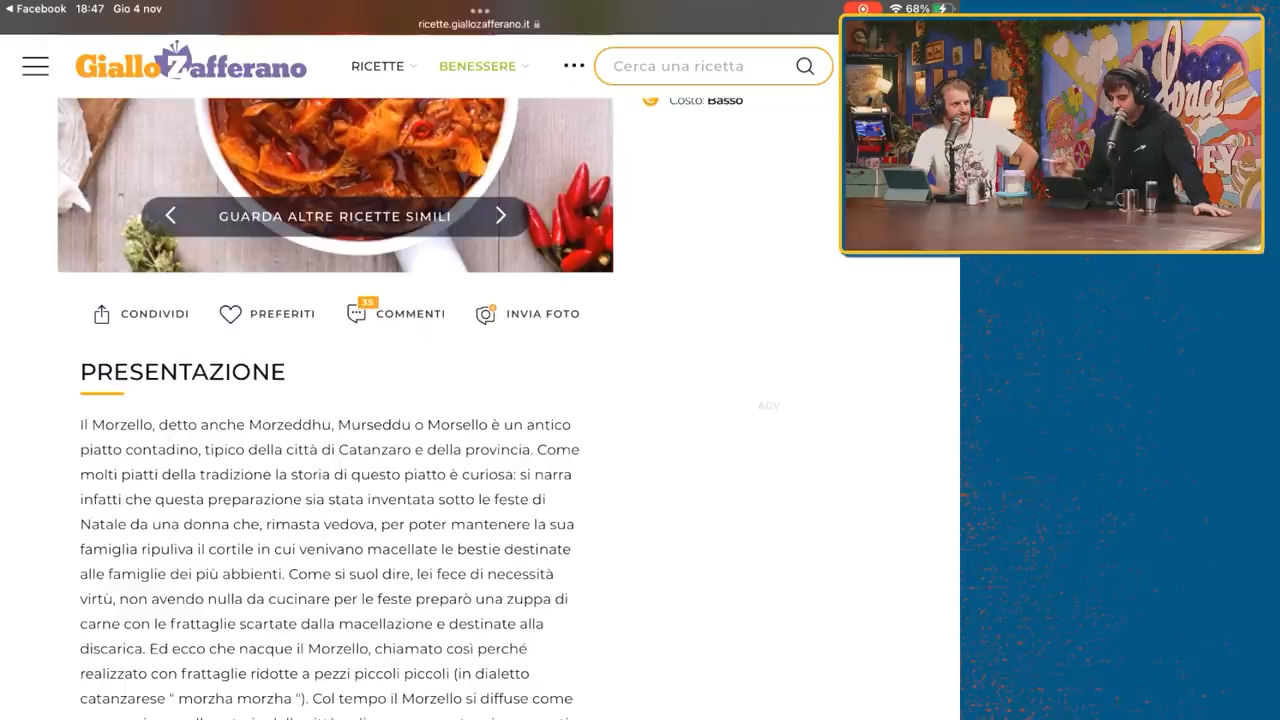 Facebook 18:47 Gio 4 nov
68%
ricette.giallozafferano.it
GialloZafferano
RICETTE
BENESSERE
Cerca una ricetta
Costo: Basso
GUARDA ALTRE RICETTE SIMILI
CONDIVIDI
PREFERITI
35
COMMENTI
INVIA FOTO
PRESENTAZIONE
ADV
Il Morzello, detto anche Morzeddhu, Murseddu o Morsello è un antico
piatto contadino, tipico della città di Catanzaro e della provincia. Come
molti piatti della tradizione la storia di questo piatto è curiosa: si narra
infatti che questa preparazione sia stata inventata sotto le feste di
Natale da una donna che, rimasta vedova, per poter mantenere la sua
famiglia ripuliva il cortile in cui venivano macellate le bestie destinate
alle famiglie dei più abbienti. Come si suol dire, lei fece di necessità
virtù, non avendo nulla da cucinare per le feste preparò una zuppa di
carne con le frattaglie scartate dalla macellazione e destinate alla
discarica. Ed ecco che nacque il Morzello, chiamato così perché
realizzato con frattaglie ridotte a pezzi piccoli piccoli (in dialetto
catanzarese " morzha morzha "). Col tempo il Morzello si diffuse come